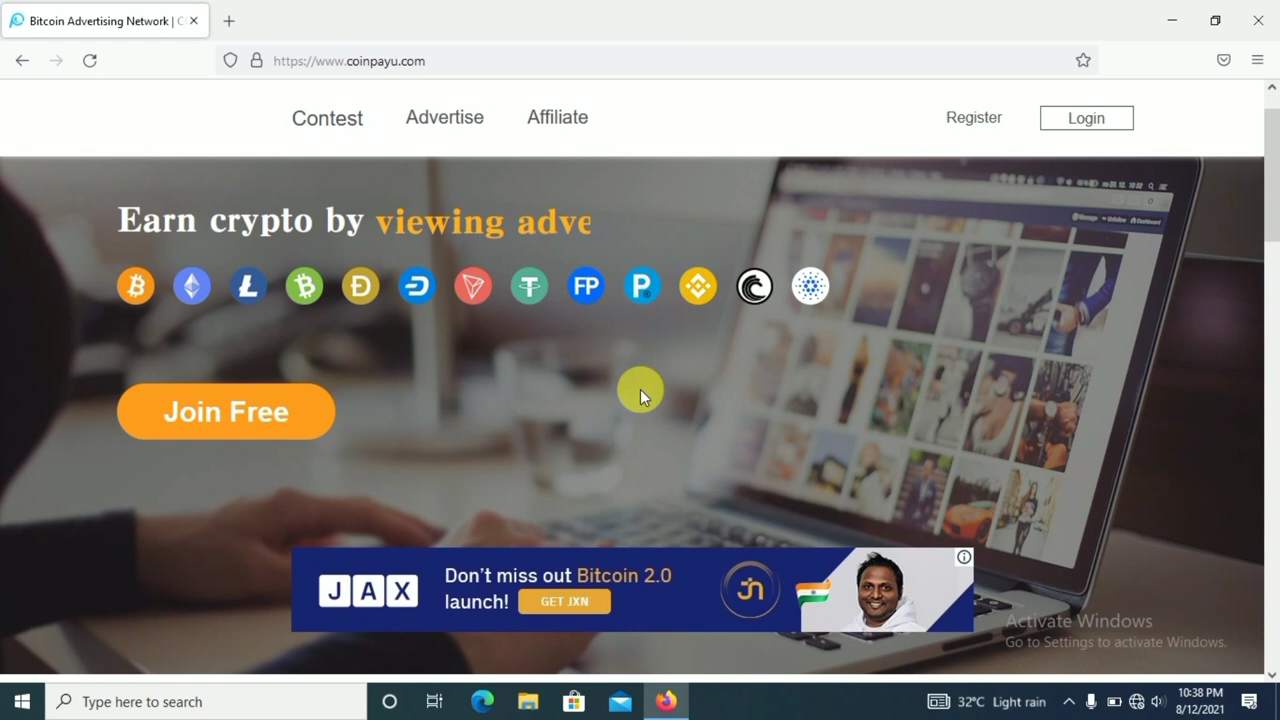 Bitcoin Advertising Network | C
https://www.coinpayu.com
Contest Advertise Affiliate Register Login
Earn crypto by viewing adve
FP
Join Free
JAX Don't miss out Bitcoin 2.0
launch! GET JXN
Activate Windows
Go to Settings to activate Windows.
Type here to search
32°C Light rain
10:38 PM
8/12/2021